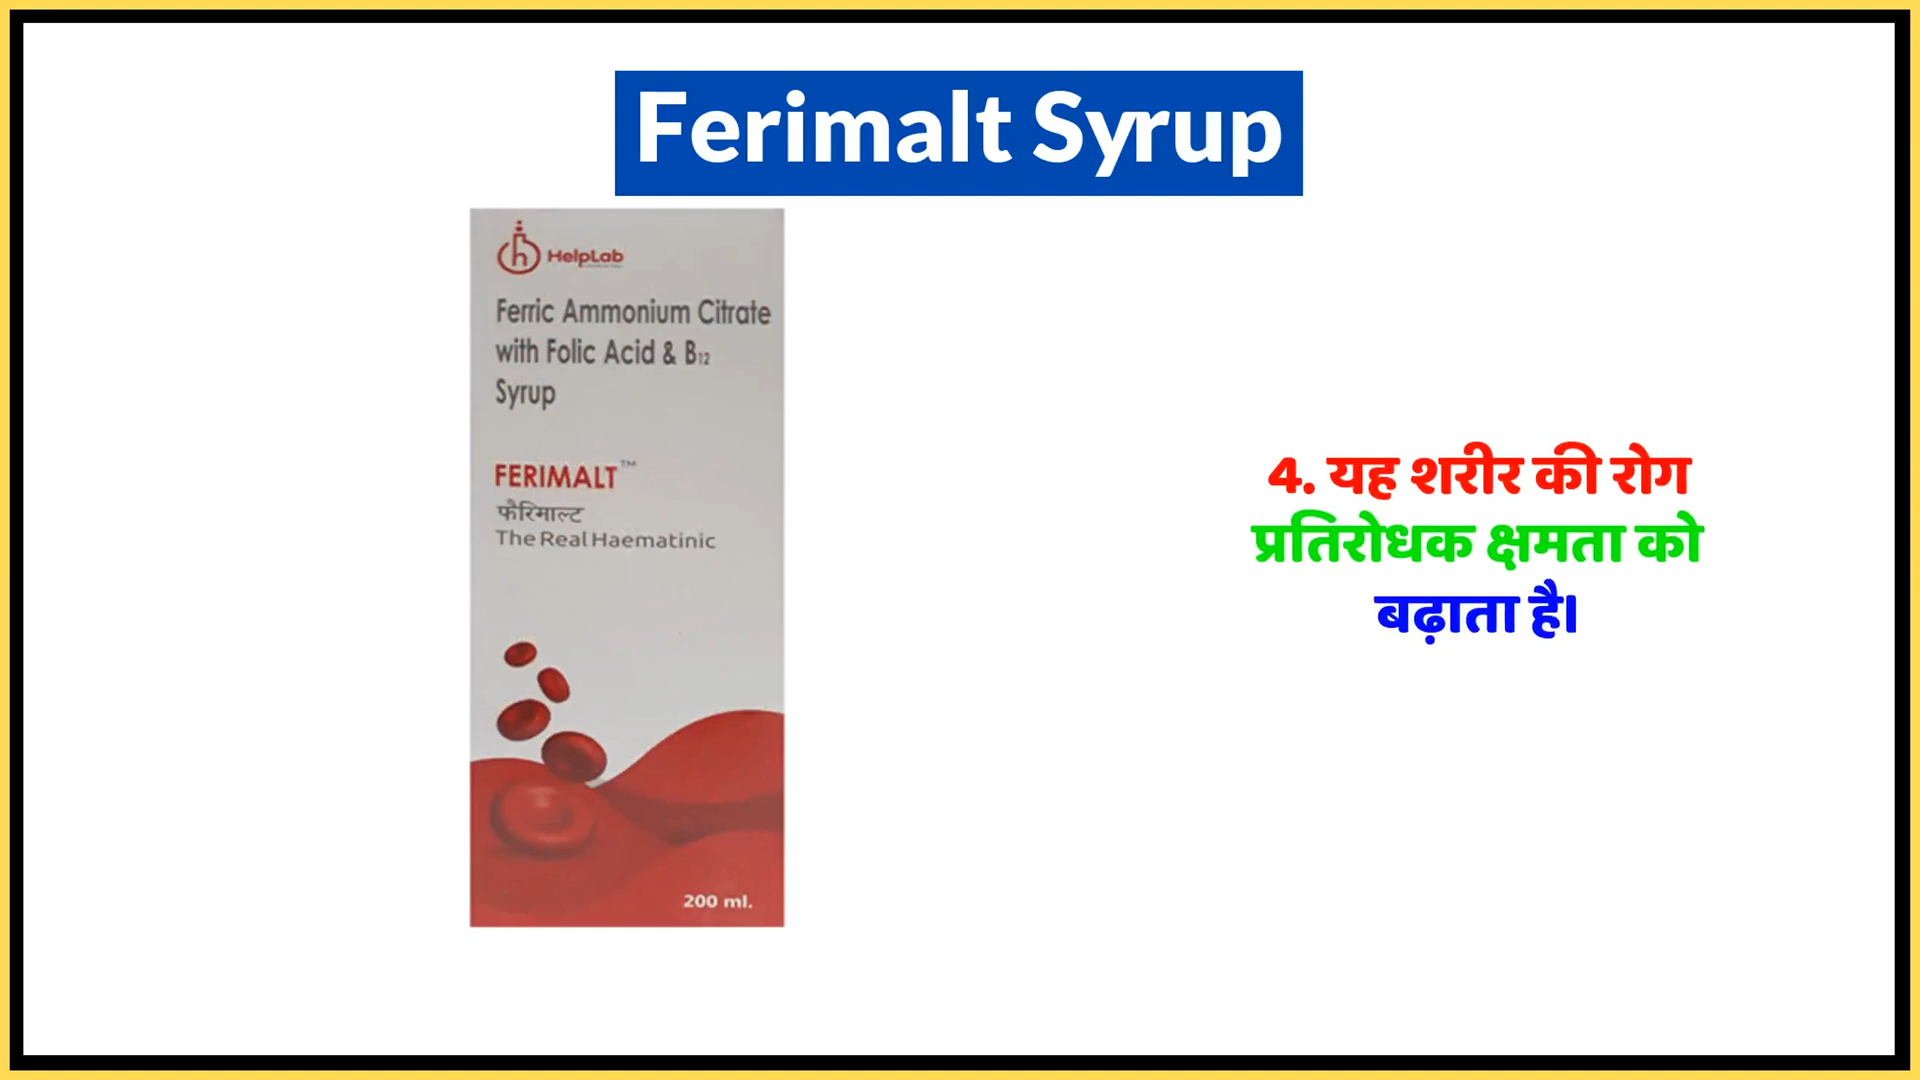 Ferimalt Syrup
HelpLab
Ferric Ammonium Citrate
with Folic Acid & B12
Syrup
FERIMALT™
फैरिमाल्ट
The Real Haematinic
200 ml.
4. यह शरीर की रोग
प्रतिरोधक क्षमता को
बढ़ाता है।